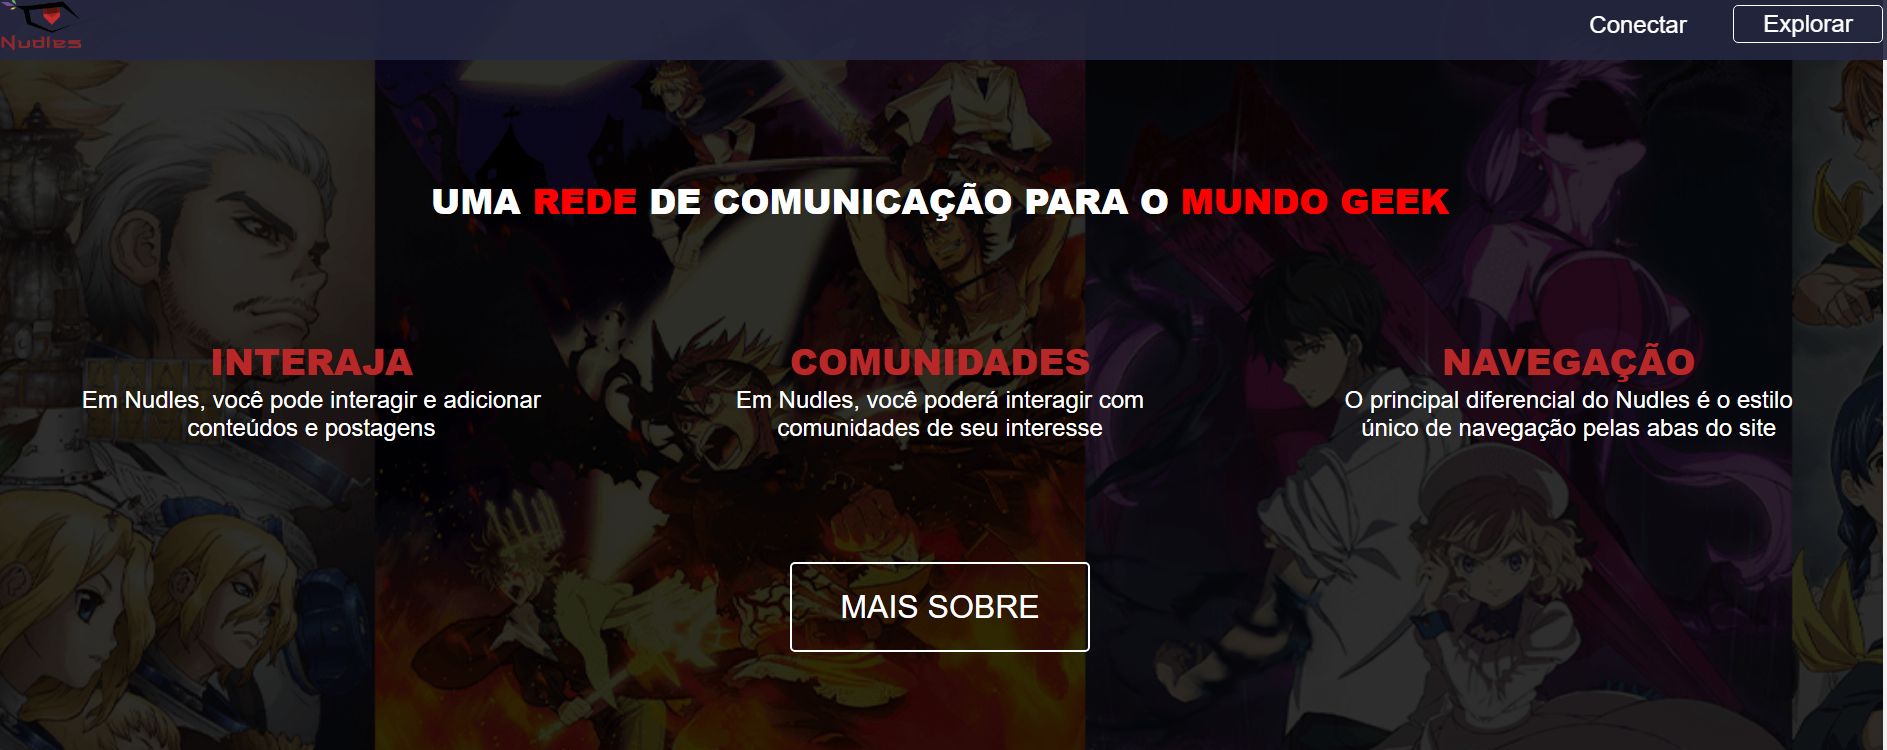 Nudles
Conectar
Explorar
UMA REDE DE COMUNICAÇÃO PARA O MUNDO GEEK
INTERAJA
Em Nudles, você pode interagir e adicionar
conteúdos e postagens
COMUNIDADES
Em Nudles, você poderá interagir com
comunidades de seu interesse
NAVEGAÇÃO
O principal diferencial do Nudles é o estilo
único de navegação pelas abas do site
MAIS SOBRE